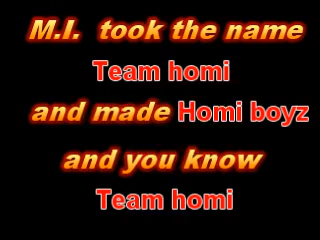 M.I.  took the name
Team homi
and made Homi boyz
and you know
Team homi